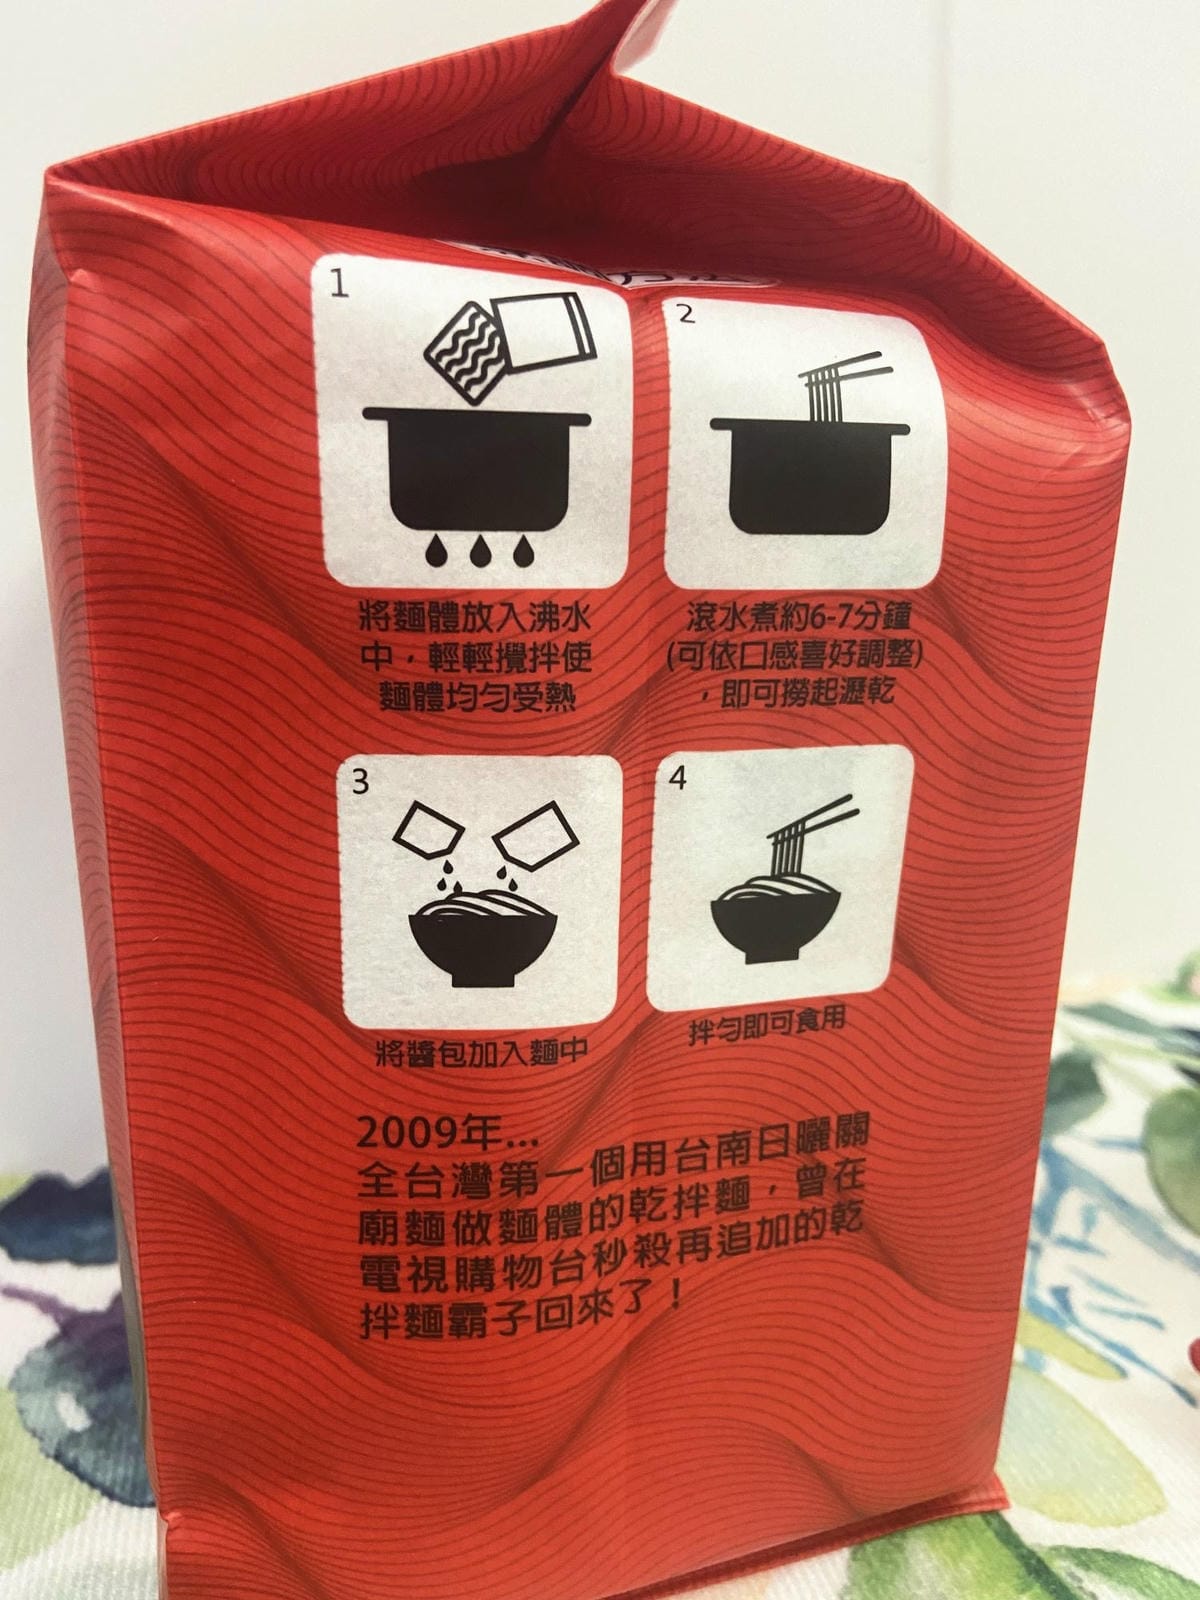 1
將麵體放入沸水
中，輕輕攪拌使
麵體均勻受熱
2
滾水煮約6-7分鐘
(可依口感喜好調整)
，即可撈起瀝乾
3
將醬包加入麵中
4
拌勻即可食用
2009年...
全台灣第一個用台南日曬關
廟麵做麵體的乾拌麵，曾在
電視購物台秒殺再追加的乾
拌麵霸子回來了！